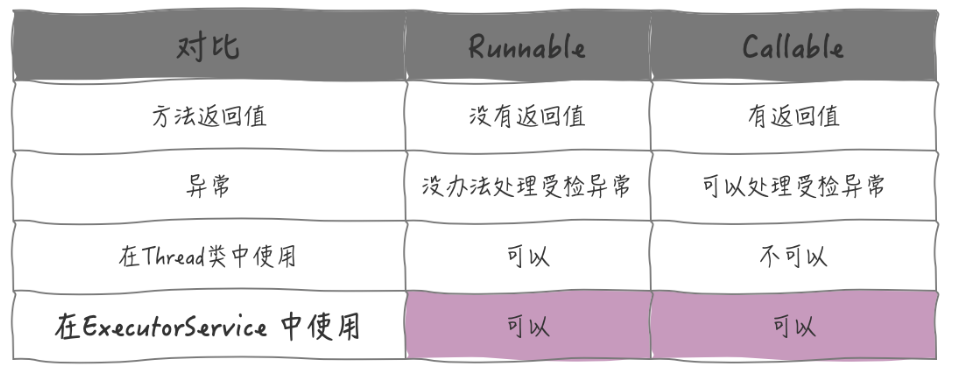 对比 Runnable Callable
方法返回值 没有返回值 有返回值
异常 没办法处理受检异常 可以处理受检异常
在Thread类中使用 可以 不可以
在ExecutorService 中使用 可以 可以